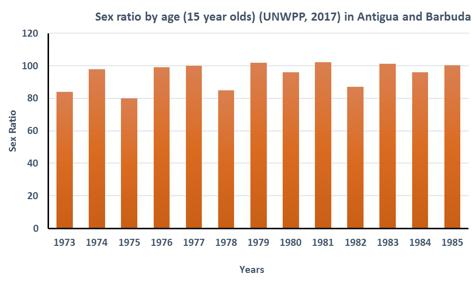 Sex ratio by age (15 year olds) (UNWPP, 2017) in Antigua and Barbuda
120
100
80
60
40
20
0
Sex Ratio
1973 1974 1975 1976 1977 1978 1979 1980 1981 1982 1983 1984 1985
Years